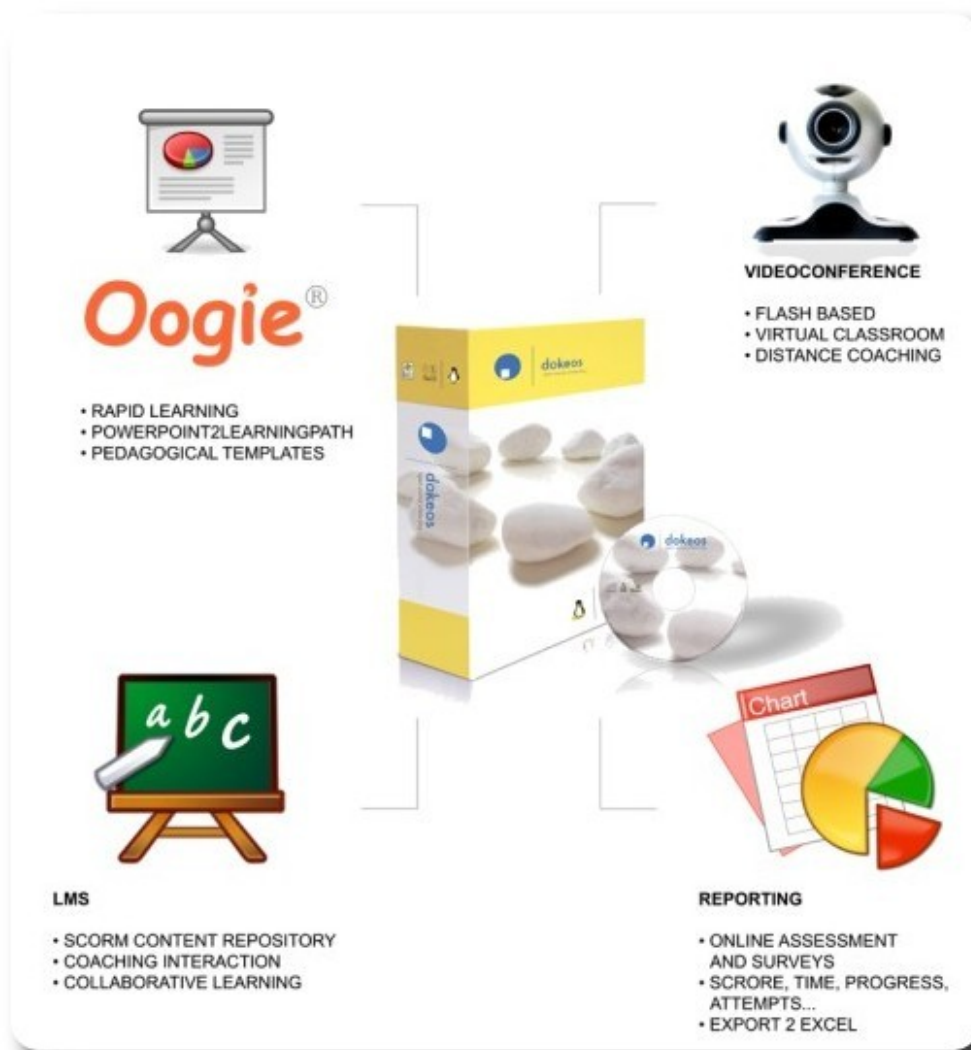 Oogie®
• RAPID LEARNING
• POWERPOINT2LEARNINGPATH
• PEDAGOGICAL TEMPLATES
VIDEOCONFERENCE
• FLASH BASED
• VIRTUAL CLASSROOM
• DISTANCE COACHING
dokeos
dokeos
dokeos
a b c
LMS
• SCORM CONTENT REPOSITORY
• COACHING INTERACTION
• COLLABORATIVE LEARNING
Chart
REPORTING
• ONLINE ASSESSMENT
AND SURVEYS
• SCRORE, TIME, PROGRESS,
ATTEMPTS...
• EXPORT 2 EXCEL